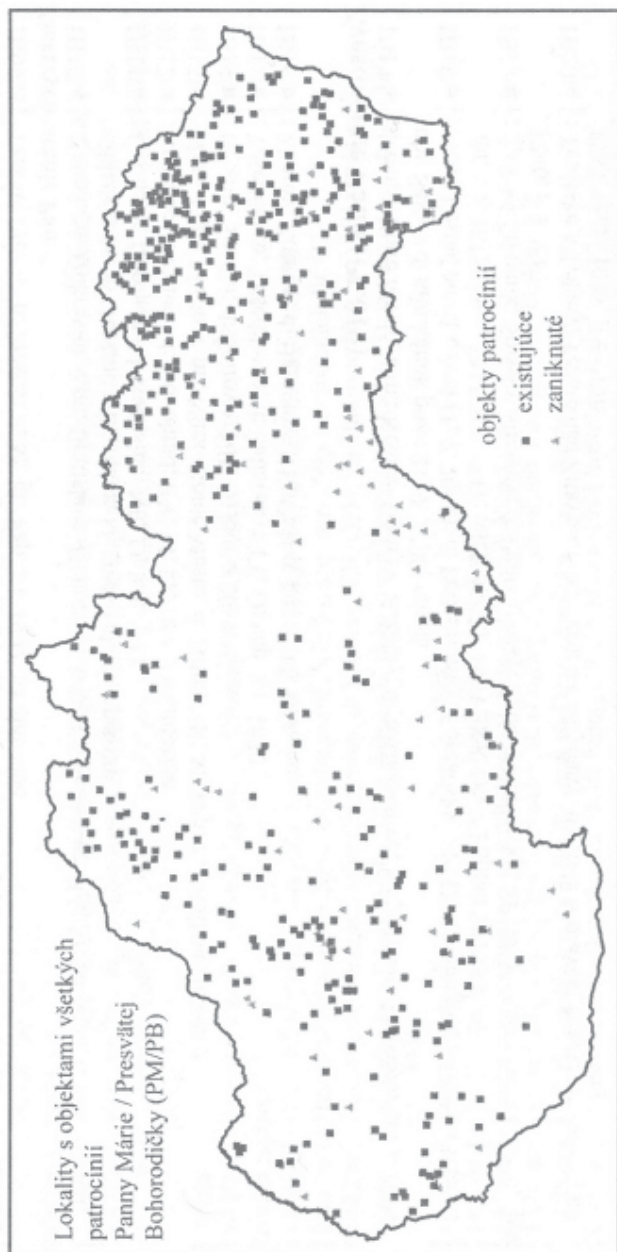 Lokality s objektami všetkých
patrocínií
Panny Márie / Presvätej
Bohorodičky (PM/PB)
objekty patrocínií
existujúce
zaniknuté